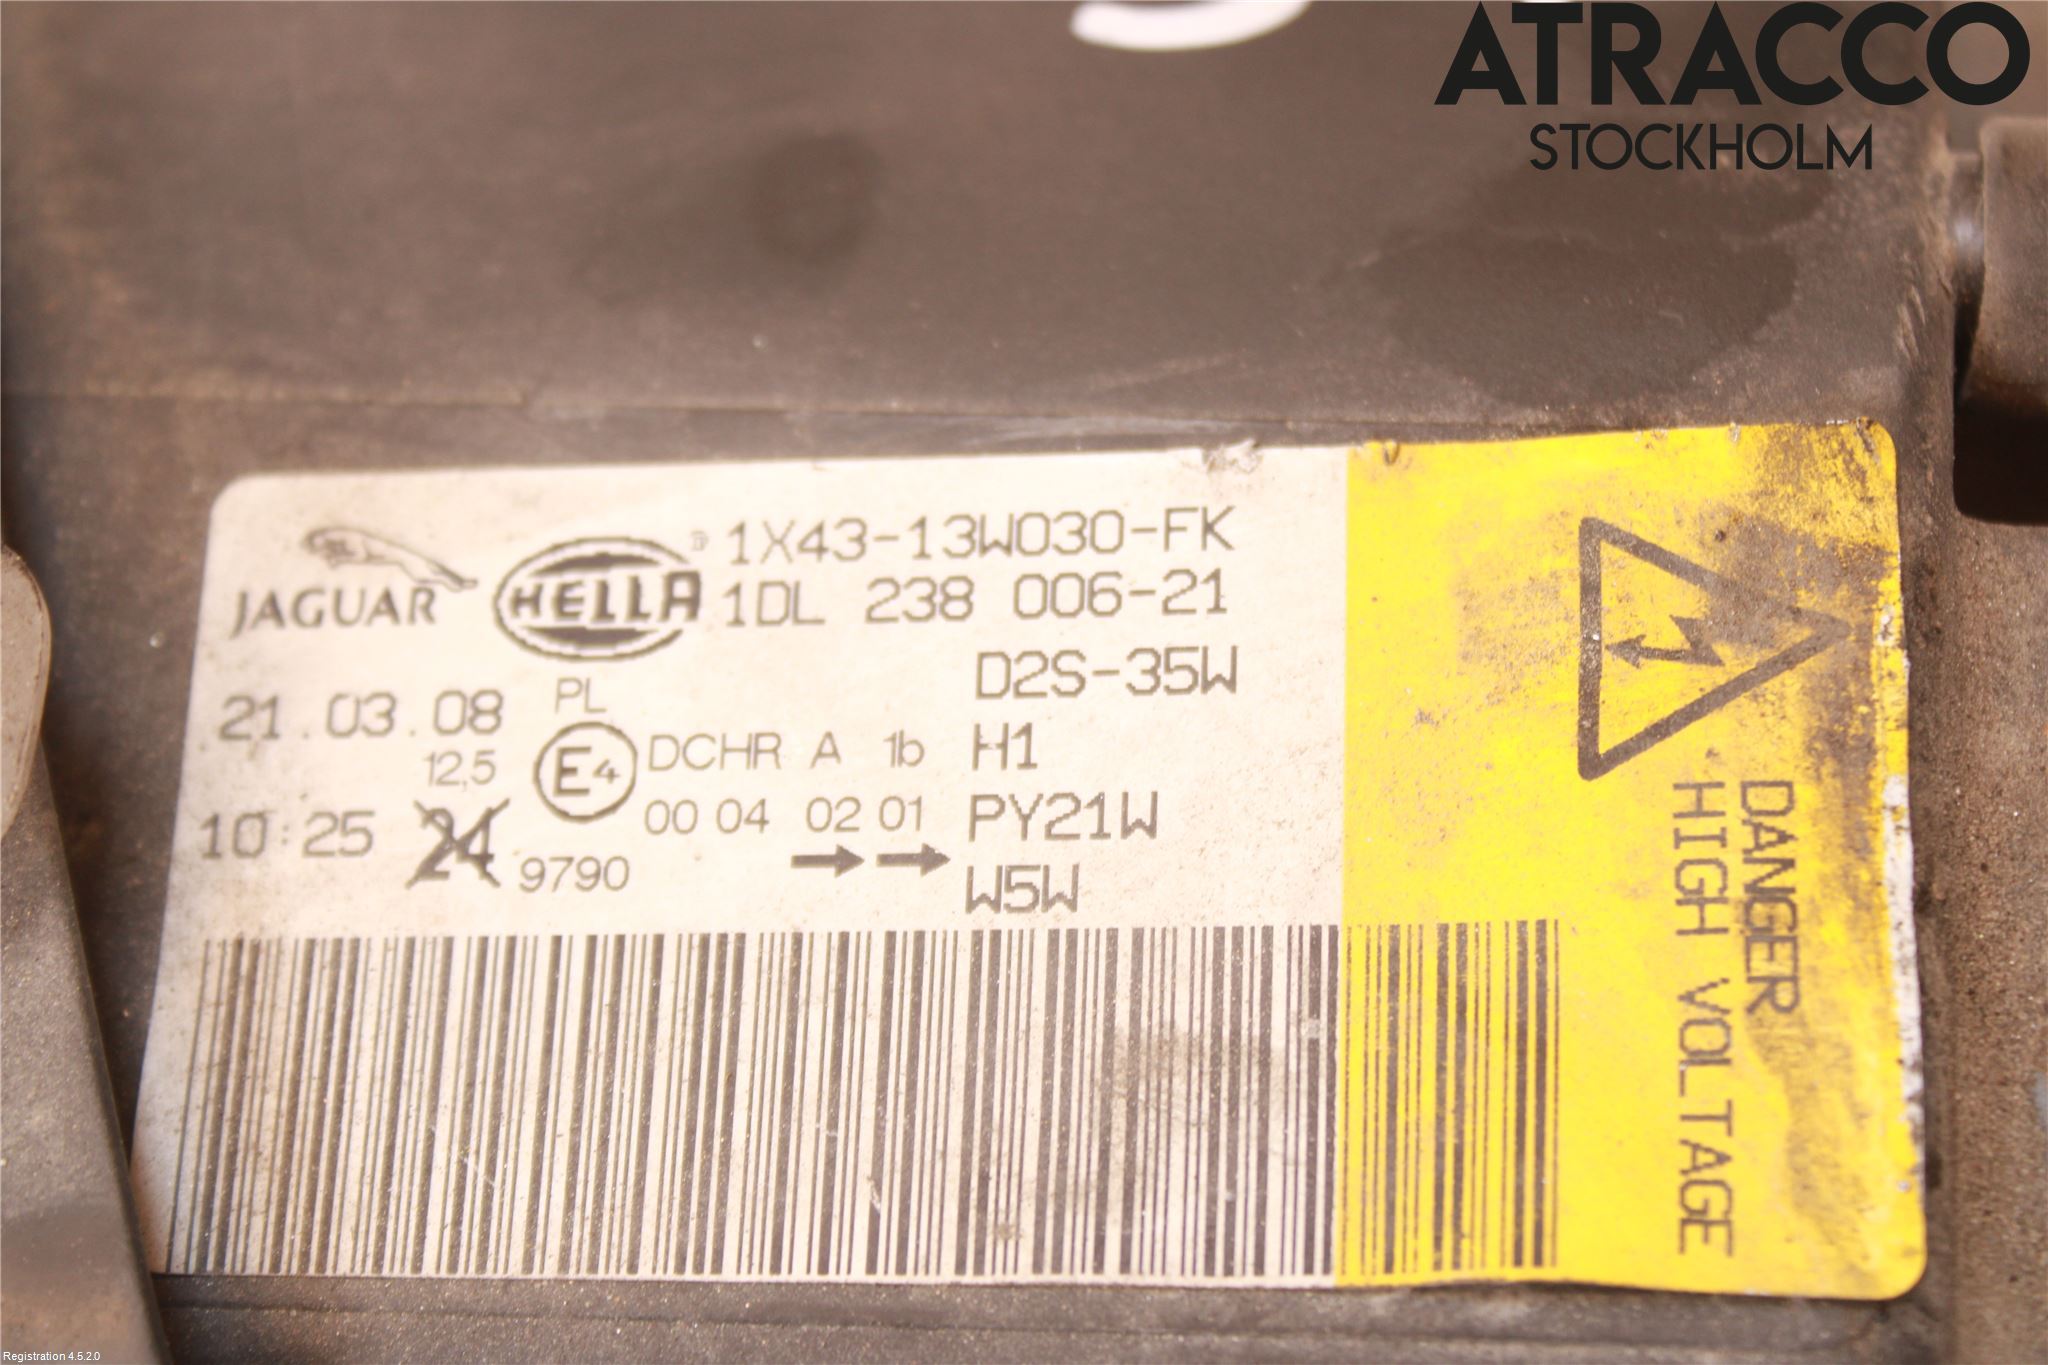 ATRACCO
STOCKHOLM
JAGUAR
HELLA
1X43-13W030-FK
1DL 238 006-21
D2S-35W
21.03.08
PL
12,5
E4
DCHR A 1b
H1
10:25
24
9790
00 04 02 01
PY21W
W5W
DANGER
HIGH VOLTAGE
Registration 4.5.2.0